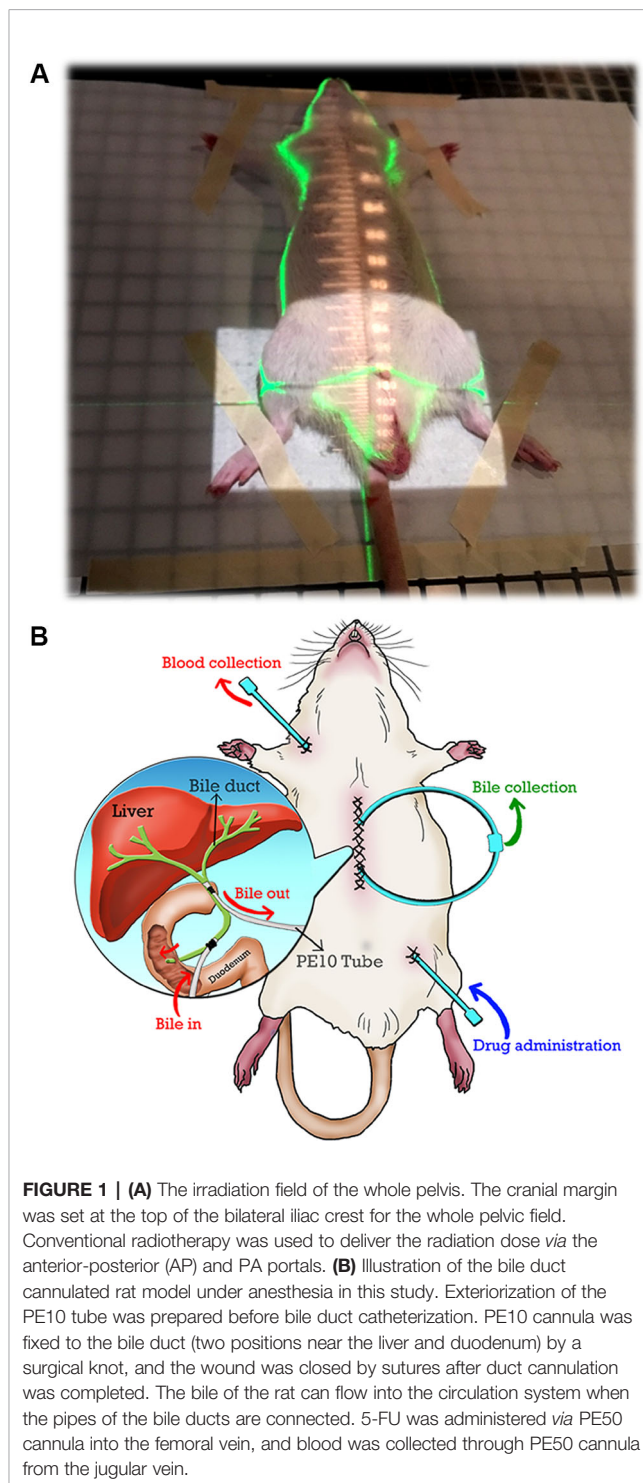 A
B
Blood collection
Bile duct
Liver
Bile collection
Bile out
Duodenum
PE10 Tube
Bile in
Drug administration
FIGURE 1 | (A) The irradiation field of the whole pelvis. The cranial margin
was set at the top of the bilateral iliac crest for the whole pelvic field.
Conventional radiotherapy was used to deliver the radiation dose via the
anterior-posterior (AP) and PA portals. (B) Illustration of the bile duct
cannulated rat model under anesthesia in this study. Exteriorization of the
PE10 tube was prepared before bile duct catheterization. PE10 cannula was
fixed to the bile duct (two positions near the liver and duodenum) by a
surgical knot, and the wound was closed by sutures after duct cannulation
was completed. The bile of the rat can flow into the circulation system when
the pipes of the bile ducts are connected. 5-FU was administered via PE50
cannula into the femoral vein, and blood was collected through PE50 cannula
from the jugular vein.